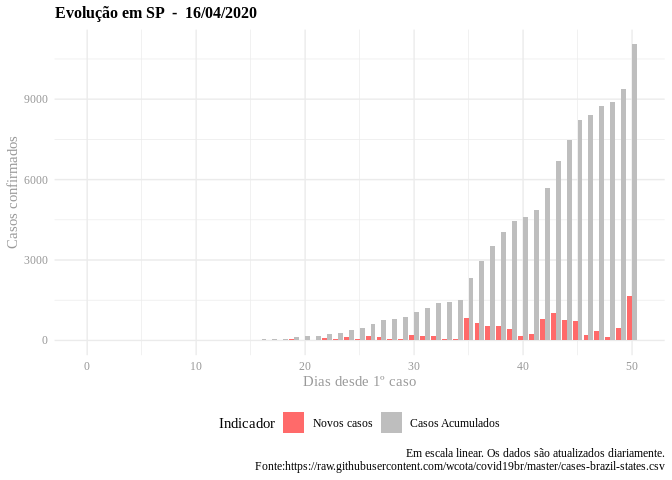 Evolução em SP - 16/04/2020
Casos confirmados
9000
6000
3000
0
0 10 20 30 40 50
Dias desde 1º caso
Indicador Novos casos Casos Acumulados
Em escala linear. Os dados são atualizados diariamente.
Fonte:https://raw.githubusercontent.com/wcota/covid19br/master/cases-brazil-states.csv